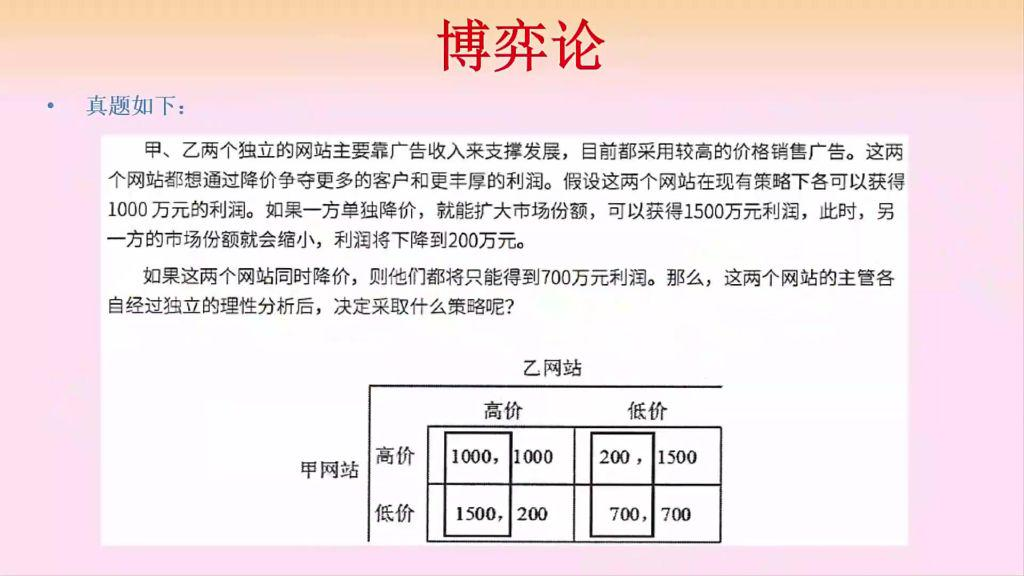 博弈论
• 真题如下：
甲、乙两个独立的网站主要靠广告收入来支撑发展，目前都采用较高的价格销售广告。这两
个网站都想通过降价争夺更多的客户和更丰厚的利润。假设这两个网站在现有策略下各可以获得
1000万元的利润。如果一方单独降价，就能扩大市场份额，可以获得1500万元利润，此时，另
一方的市场份额就会缩小，利润将下降到200万元。
如果这两个网站同时降价，则他们都将只能得到700万元利润。那么，这两个网站的主管各
自经过独立的理性分析后，决定采取什么策略呢？
乙网站
高价 低价
甲网站
高价 1000，1000 200，1500
低价 1500，200 700，700